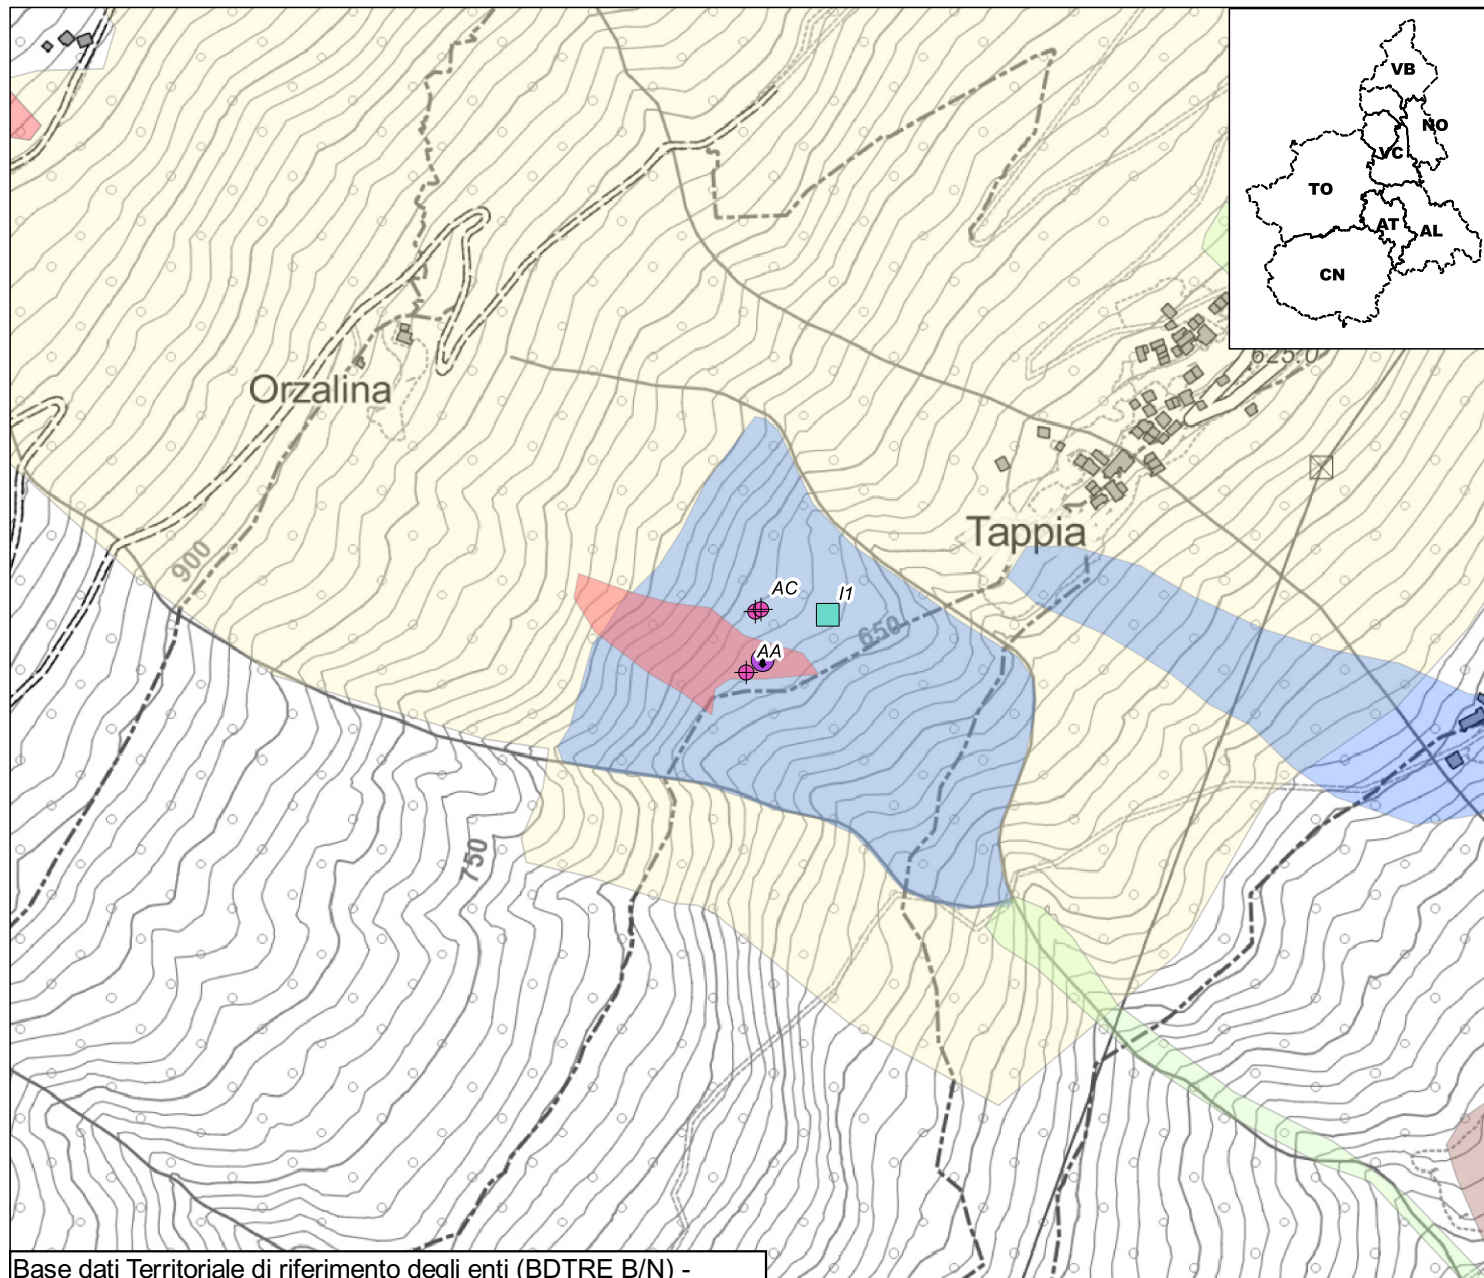 VB
NO
VC
TO
AT
AL
CN
625.0
Orzalina
Tappia
900
AC
I1
650
AA
750
Base dati Territoriale di riferimento degli enti (BDTRE B/N) -